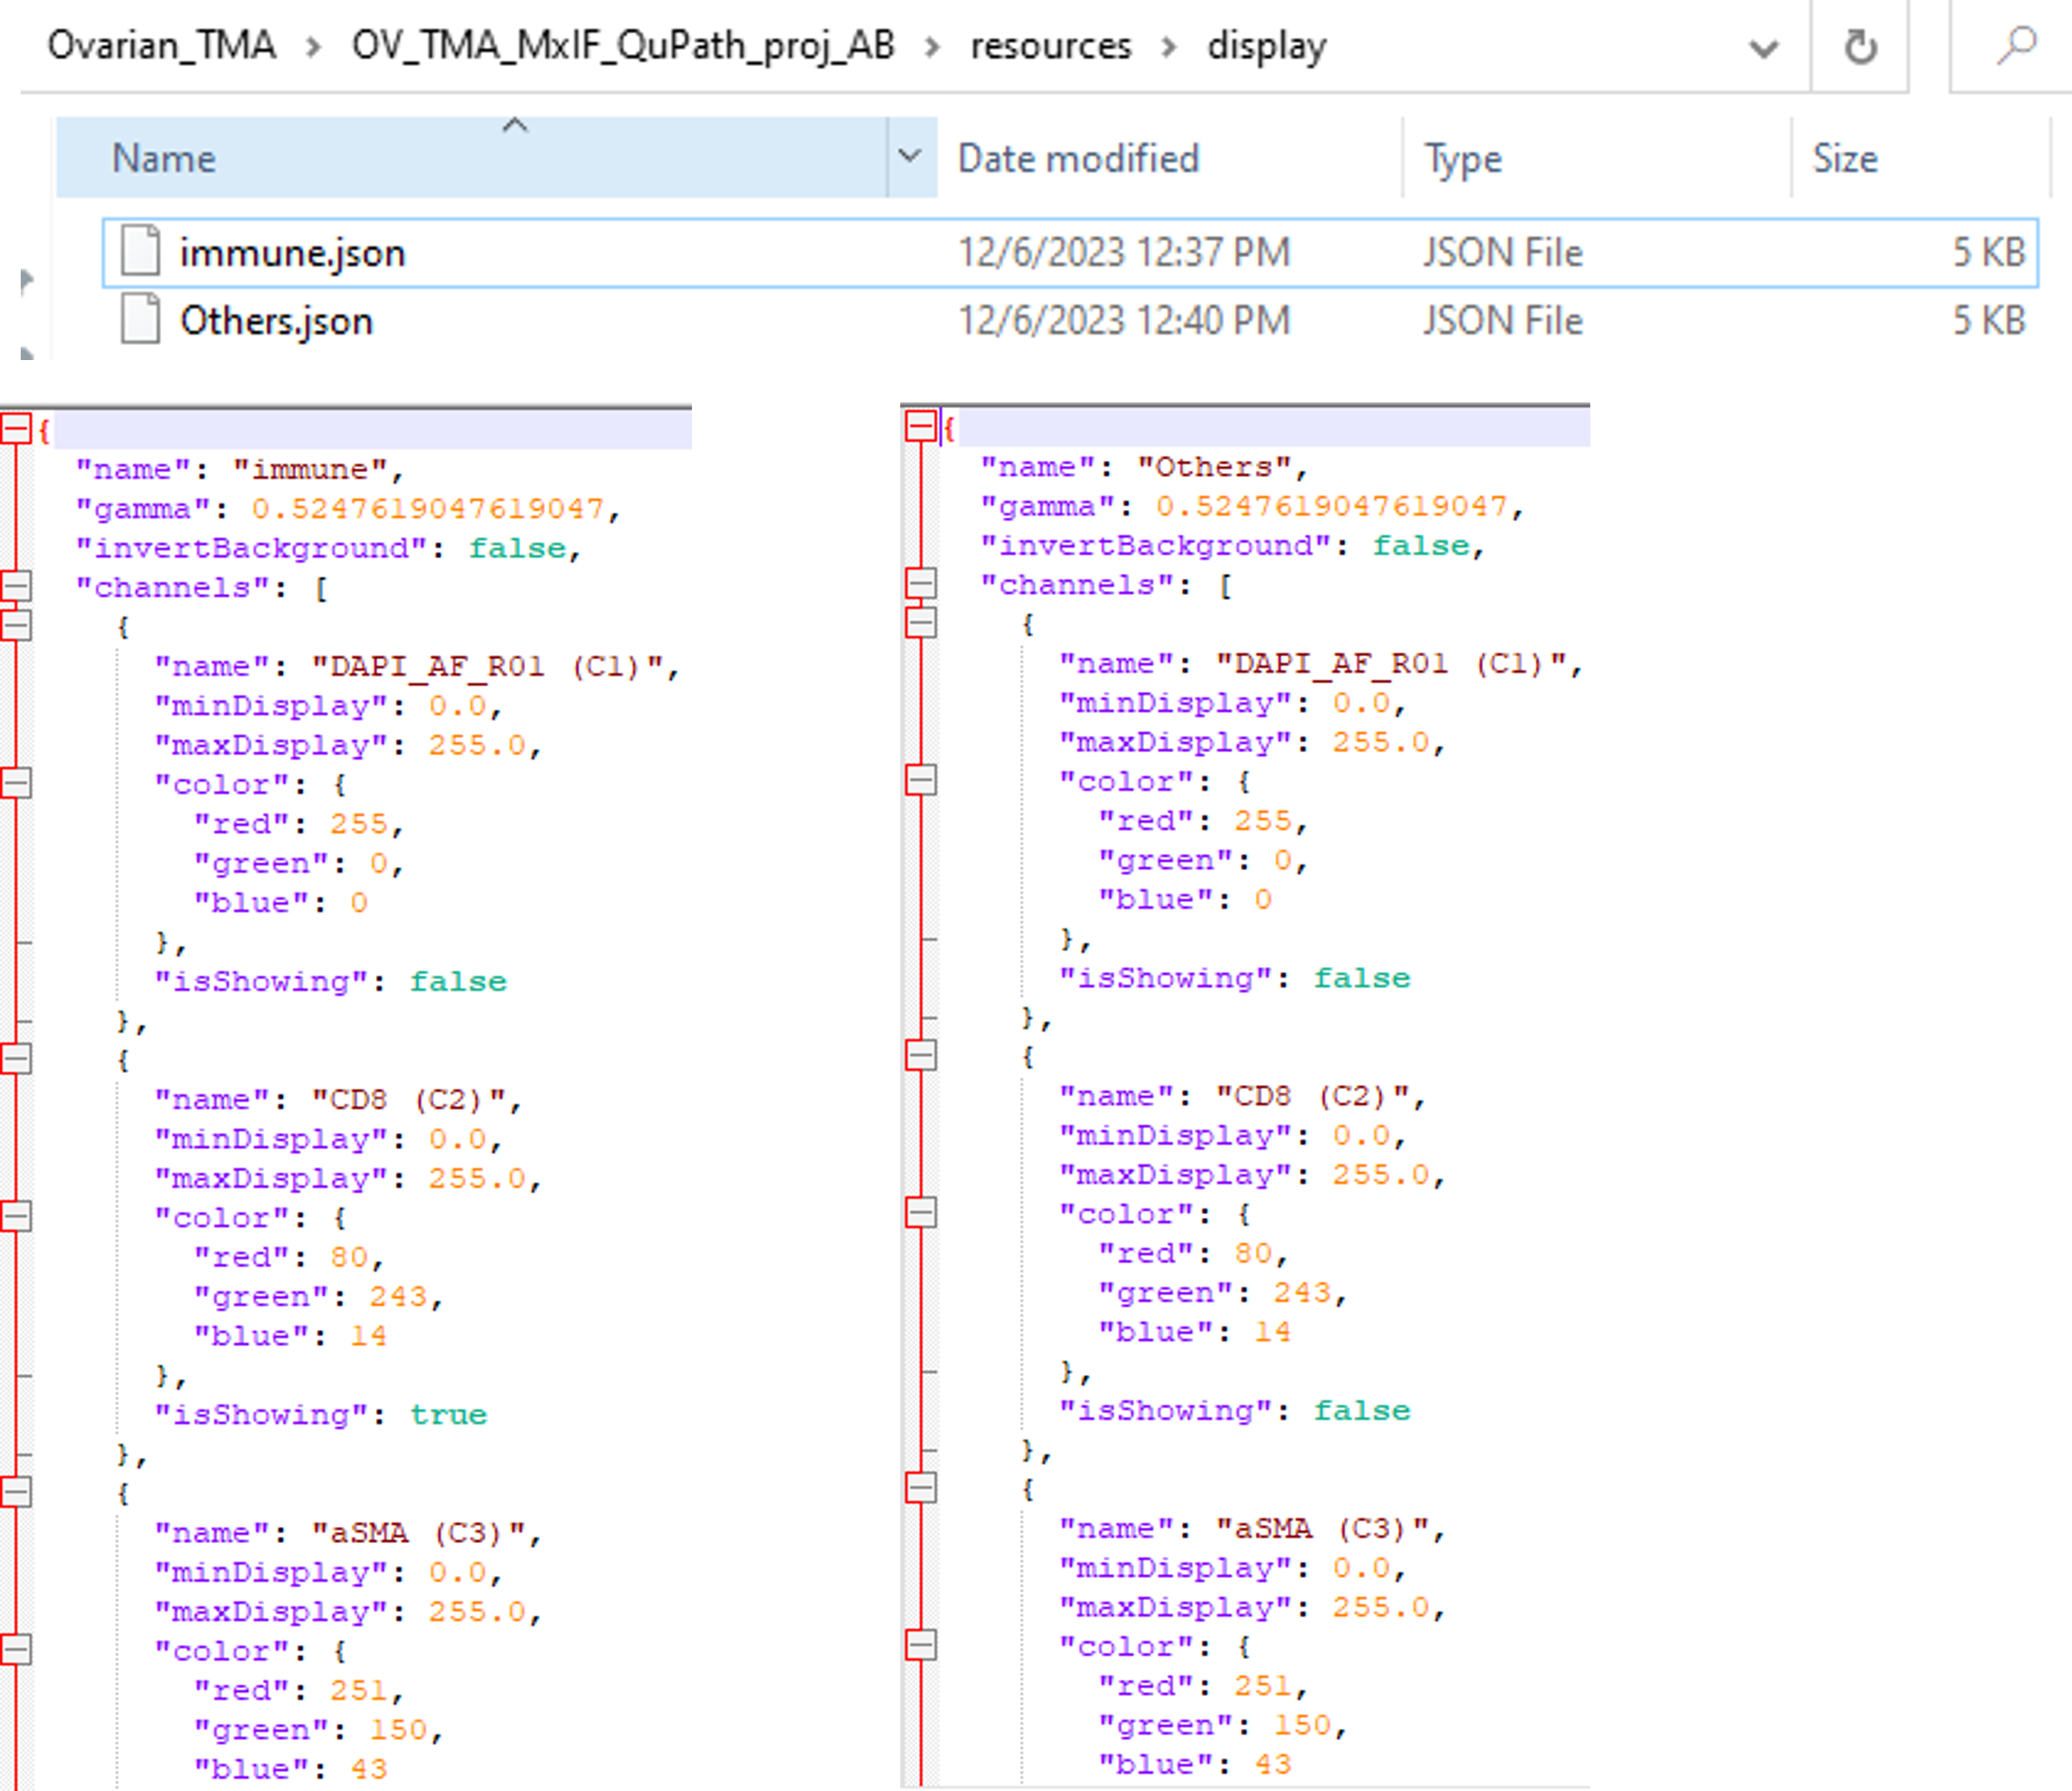 Ovarian_TMA > OV_TMA_MxIF_QuPath_proj_AB > resources > display
Name Date modified Type Size
immune.json 12/6/2023 12:37 PM JSON File 5 KB
Others.json 12/6/2023 12:40 PM JSON File 5 KB
{
"name": "immune",
"gamma": 0.5247619047619047,
"invertBackground": false,
"channels": [
{
"name": "DAPI_AF_R01 (C1)",
"minDisplay": 0.0,
"maxDisplay": 255.0,
"color": {
"red": 255,
"green": 0,
"blue": 0
},
"isShowing": false
},
{
"name": "CD8 (C2)",
"minDisplay": 0.0,
"maxDisplay": 255.0,
"color": {
"red": 80,
"green": 243,
"blue": 14
},
"isShowing": true
},
{
"name": "aSMA (C3)",
"minDisplay": 0.0,
"maxDisplay": 255.0,
"color": {
"red": 251,
"green": 150,
"blue": 43
{
"name": "Others",
"gamma": 0.5247619047619047,
"invertBackground": false,
"channels": [
{
"name": "DAPI_AF_R01 (C1)",
"minDisplay": 0.0,
"maxDisplay": 255.0,
"color": {
"red": 255,
"green": 0,
"blue": 0
},
"isShowing": false
},
{
"name": "CD8 (C2)",
"minDisplay": 0.0,
"maxDisplay": 255.0,
"color": {
"red": 80,
"green": 243,
"blue": 14
},
"isShowing": false
},
{
"name": "aSMA (C3)",
"minDisplay": 0.0,
"maxDisplay": 255.0,
"color": {
"red": 251,
"green": 150,
"blue": 43